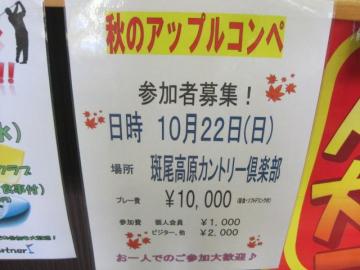 秋のアップルコンペ
参加者募集！
日時 10月22日(日)
場所 斑尾高原カントリー倶楽部
プレー費 ￥10,000
参加費 個人会員 ￥1,000
ビジター、他 ￥2,000
お一人でのご参加大歓迎♪